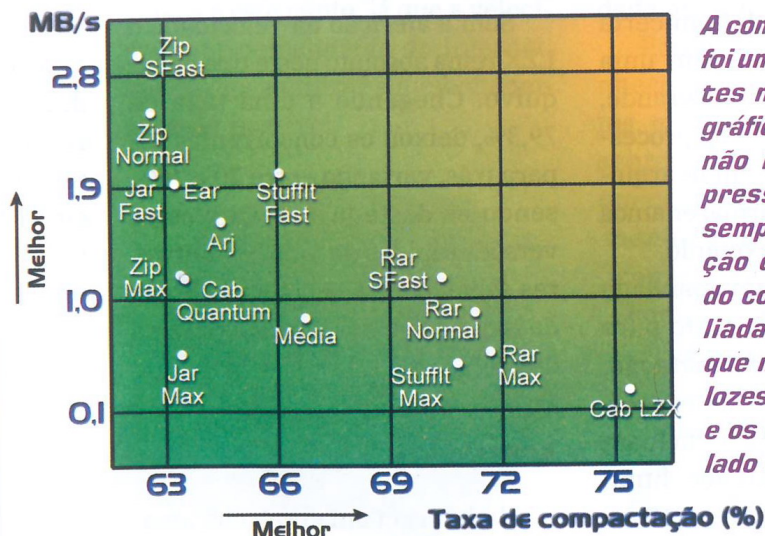 MB/s
Zip
SFast
2,8
Zip
Normal
1,9
Jar
Fast
Ear
StuffIt
Fast
Arj
Zip
Max
Cab
Quantum
Rar
SFast
1,0
Média
Rar
Normal
Jar
Max
StuffIt
Max
Rar
Max
Cab LZX
0,1
Melhor
63 66 69 72 75
Melhor
Taxa de compactação (%)
A com
foi um
tes n
gráfic
não
press
semp
ção
do co
liada
que
lozes
e os
lado